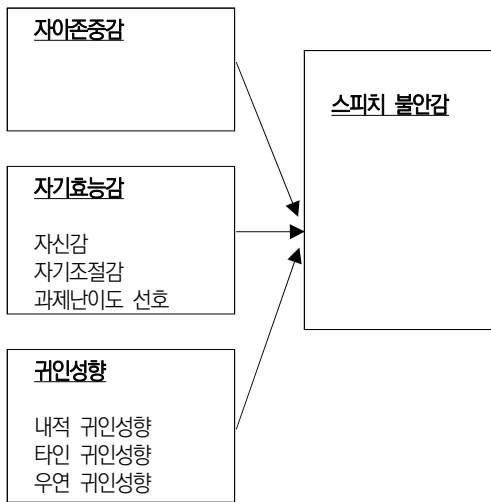 자아존중감
스피치 불안감
자기효능감
자신감
자기조절감
과제난이도 선호
귀인성향
내적 귀인성향
타인 귀인성향
우연 귀인성향